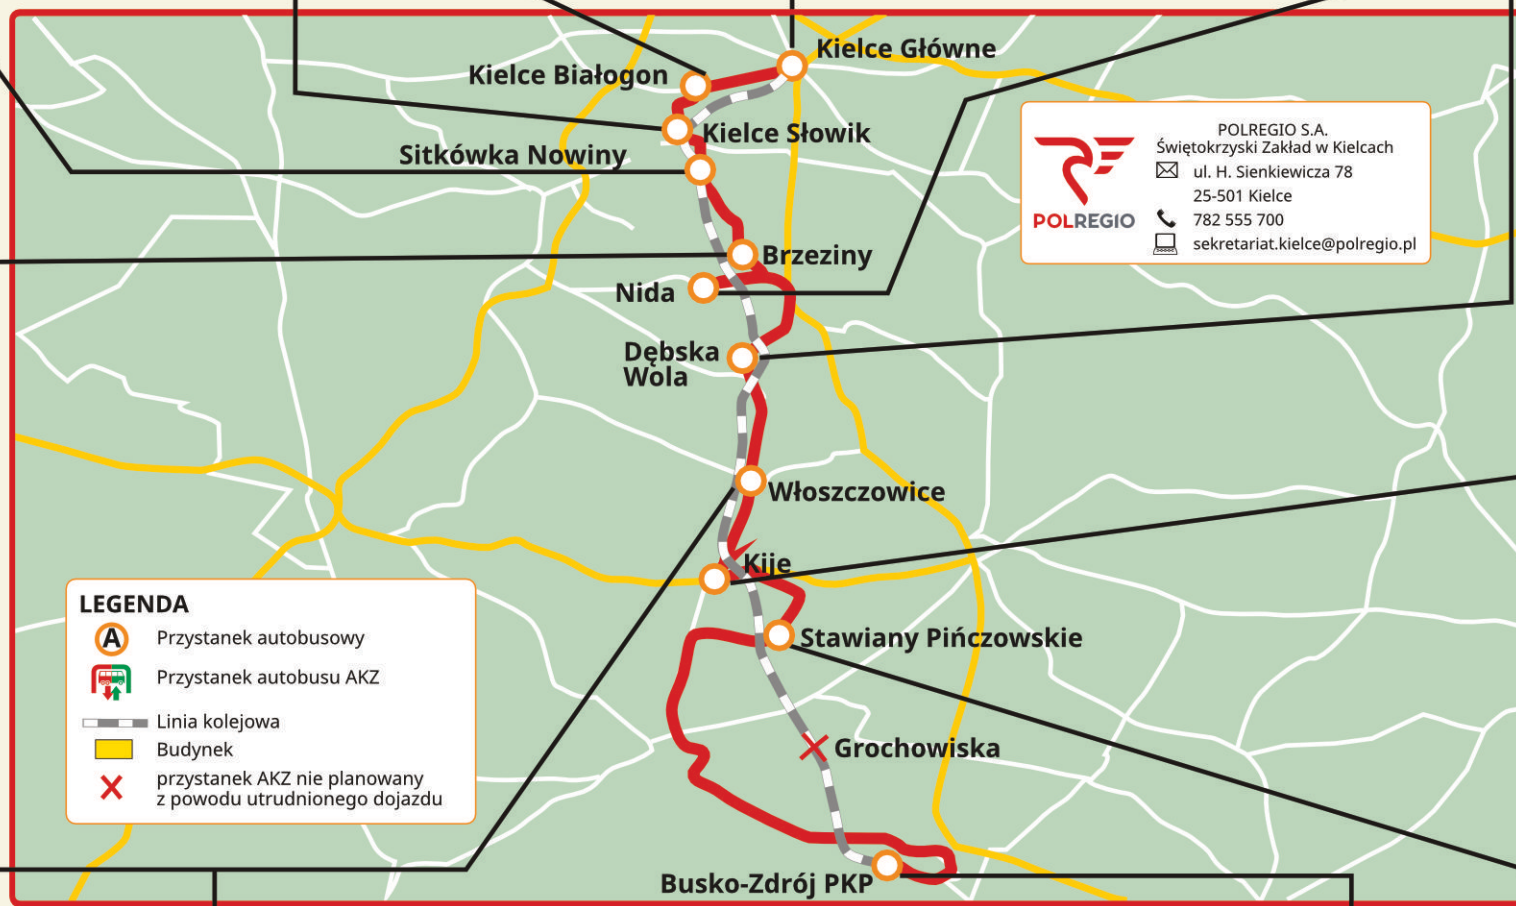 Kielce Główne
Kielce Białogon
Kielce Słowik
Sitkówka Nowiny
POLREGIO S.A.
Świętokrzyski Zakład w Kielcach
ul. H. Sienkiewicza 78
25-501 Kielce
782 555 700
sekretariat.kielce@polregio.pl
POLREGIO
Brzeziny
Nida
Dębska
Wola
Włoszczowice
Kije
Stawiany Pińczowskie
Grochowiska
Busko-Zdrój PKP
LEGENDA
A Przystanek autobusowy
Przystanek autobusu AKZ
Linia kolejowa
Budynek
przystanek AKZ nie planowany
z powodu utrudnionego dojazdu